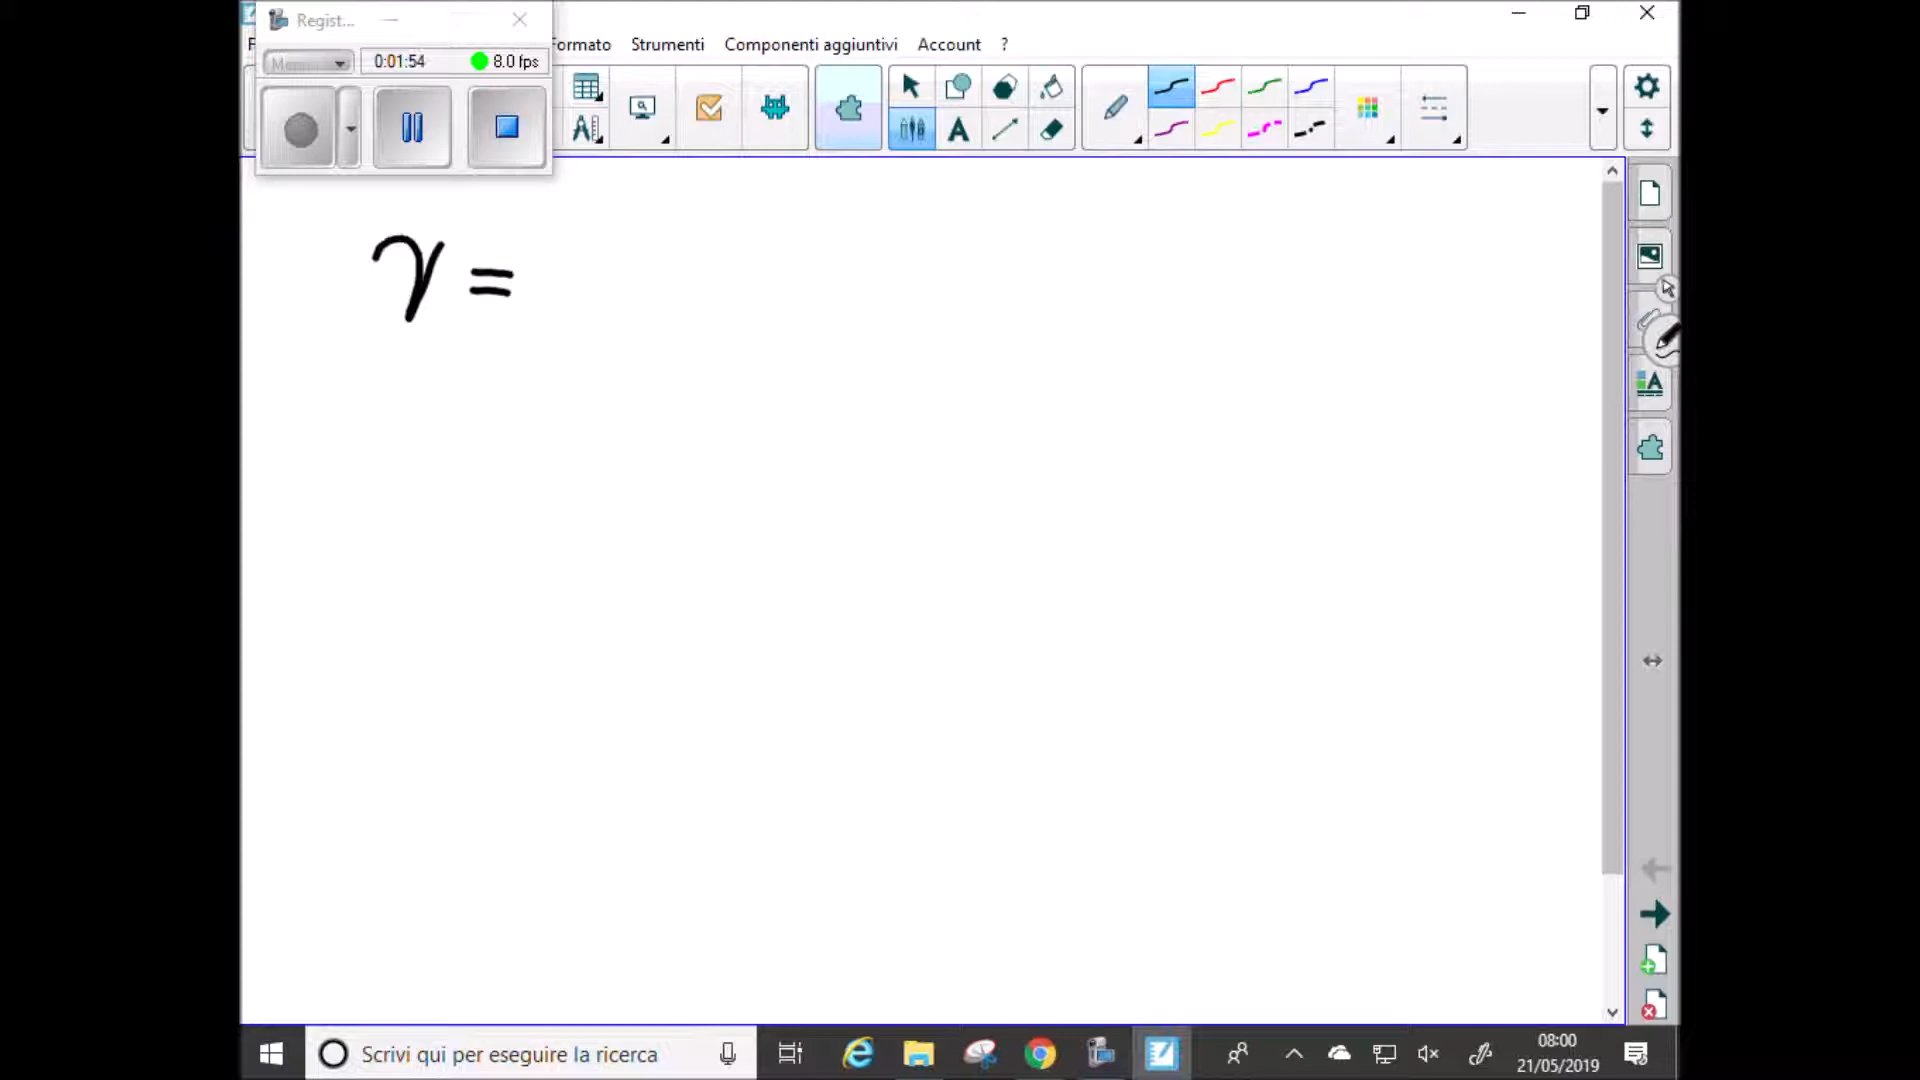 Regist...
Formato Strumenti Componenti aggiuntivi Account ?
0:01:54 8.0 fps
A
A
γ =
A
Scrivi qui per eseguire la ricerca
08:00
21/05/2019